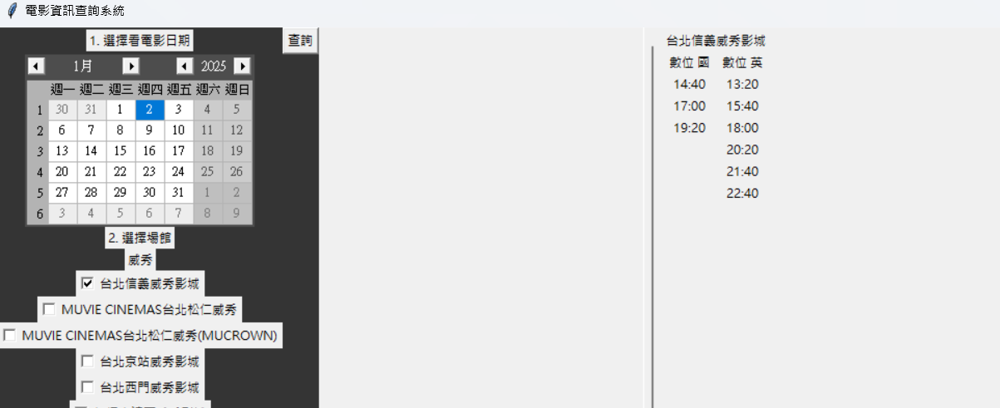 電影資訊查詢系統
1. 選擇看電影日期
查詢
1月 2025
週一 週二 週三 週四 週五 週六 週日
1 30 31 1 2 3 4 5
2 6 7 8 9 10 11 12
3 13 14 15 16 17 18 19
4 20 21 22 23 24 25 26
5 27 28 29 30 31 1 2
6 3 4 5 6 7 8 9
2. 選擇場館
威秀
台北信義威秀影城
MUVIE CINEMAS台北松仁威秀
MUVIE CINEMAS台北松仁威秀(MUCROWN)
台北京站威秀影城
台北西門威秀影城
台北信義威秀影城
數位 國 數位 英
14:40 13:20
17:00 15:40
19:20 18:00
20:20
21:40
22:40